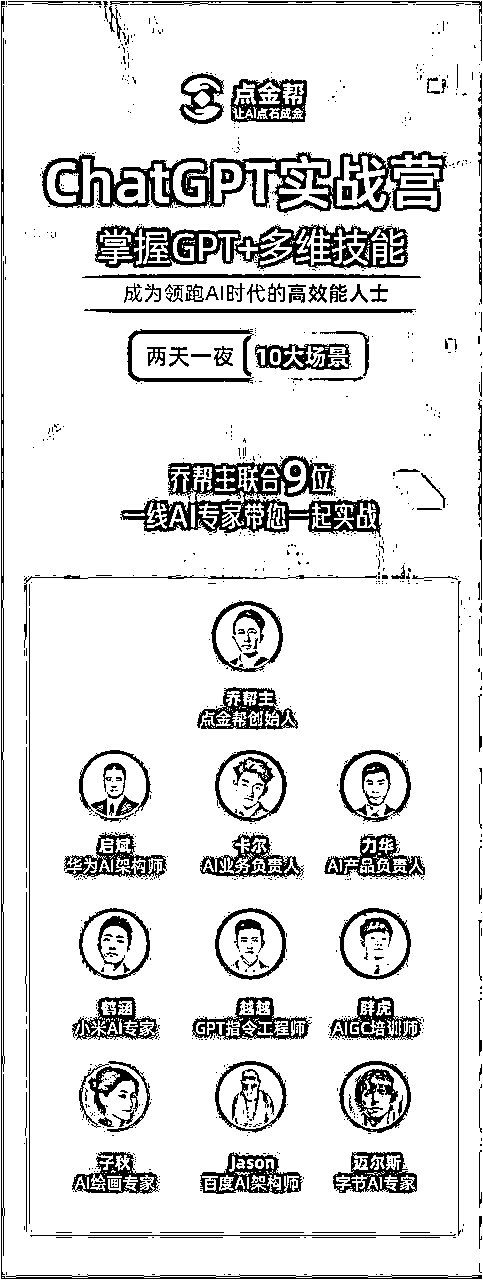 点金帮
让AI点石成金
ChatGPT实战营
掌握GPT+多维技能
成为领跑AI时代的高效能人士
两天一夜 10大场景
乔帮主联合9位
一线AI专家带您一起实战
乔帮主
点金帮创始人
启斌 卡尔 力华
华为AI架构师 AI业务负责人 AI产品负责人
鹤涵 越越 胖虎
小米AI专家 GPT指令工程师 AIGC培训师
子秋 Jason 迈尔斯
AI绘画专家 百度AI架构师 字节AI专家